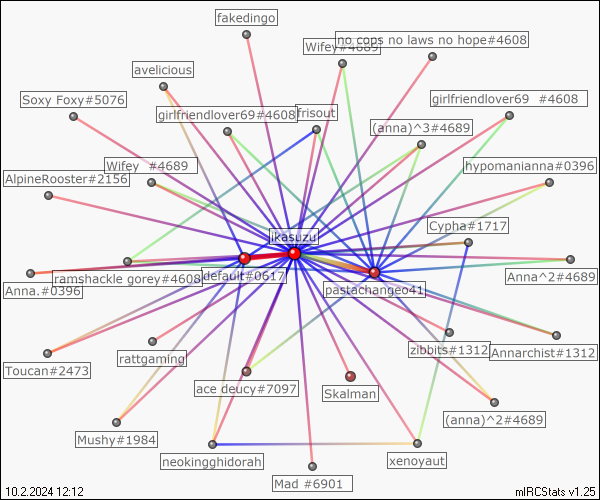 fakedingo
no cops no laws no hope#4608
Wifey^#4689
avelicious
Soxy Foxy#5076
girlfriendlover69 #4608
girlfriendlover69#4608
frisout
(anna)^3#4689
Wifey #4689
hypomanianna#0396
AlpineRooster#2156
Cypha#1717
ikasuzu
Anna.#0396
ramshackle gorey#4608
default#0617
Anna^2#4689
pastachangeo41
rattgaming
zibbits#1312
Annarchist#1312
Toucan#2473
ace deucy#7097
Skalman
(anna)^2#4689
Mushy#1984
neokingghidorah
xenoyaut
Mad #6901
10.2.2024 12:12
mIRCStats v1.25